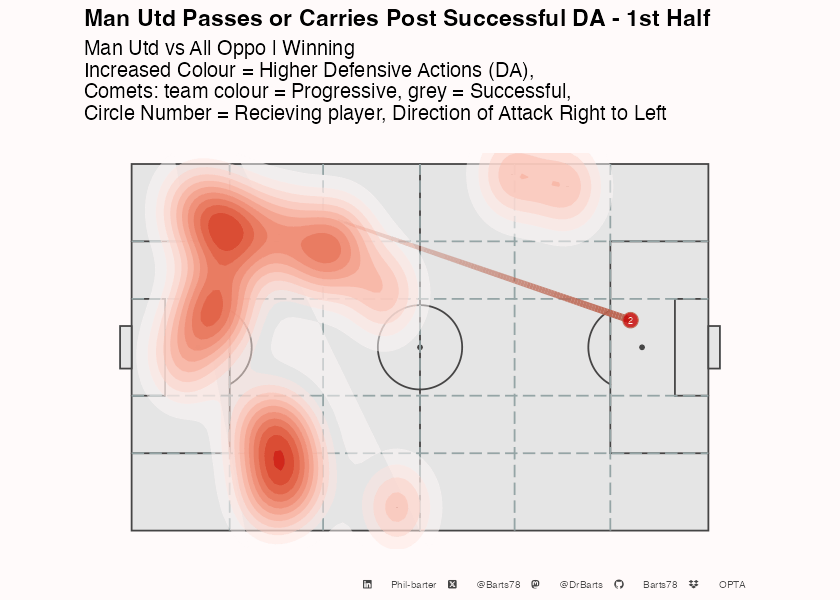 Man Utd Passes or Carries Post Successful DA - 1st Half
Man Utd vs All Oppo | Winning
Increased Colour = Higher Defensive Actions (DA),
Comets: team colour = Progressive, grey = Successful,
Circle Number = Recieving player, Direction of Attack Right to Left
2
Phil-barter @Barts78 @DrBarts Barts78 OPTA